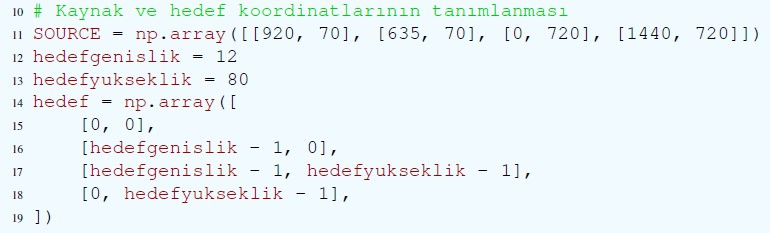 10 # Kaynak ve hedef koordinatlarının tanımlanması
11 SOURCE = np.array([[920, 70], [635, 70], [0, 720], [1440, 720]])
12 hedefgenislik = 12
13 hedefyukseklik = 80
14 hedef = np.array([
15     [0, 0],
16     [hedefgenislik - 1, 0],
17     [hedefgenislik - 1, hedefyukseklik - 1],
18     [0, hedefyukseklik - 1],
19 ])